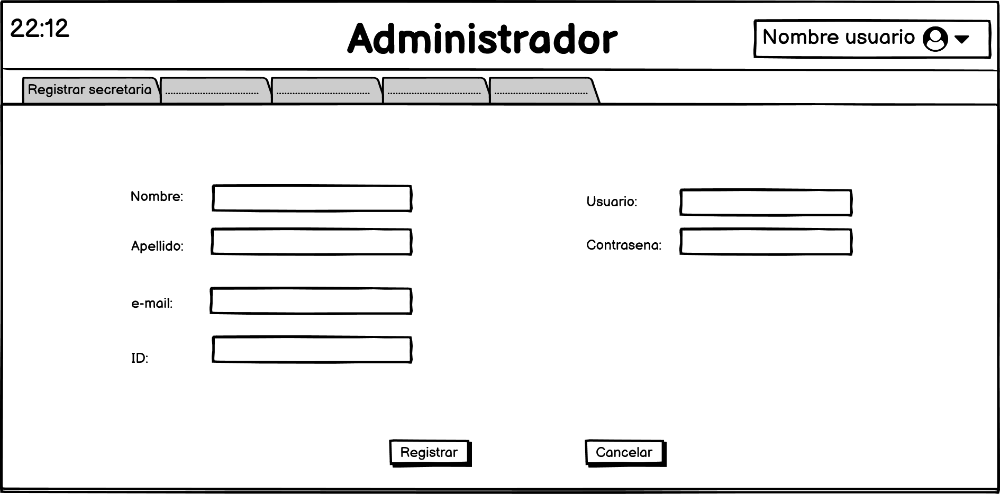 22:12
Administrador
Nombre usuario
Registrar secretaria
...................................
...................................
...................................
...................................
Nombre:
Usuario:
Apellido:
Contrasena:
e-mail:
ID:
Registrar
Cancelar